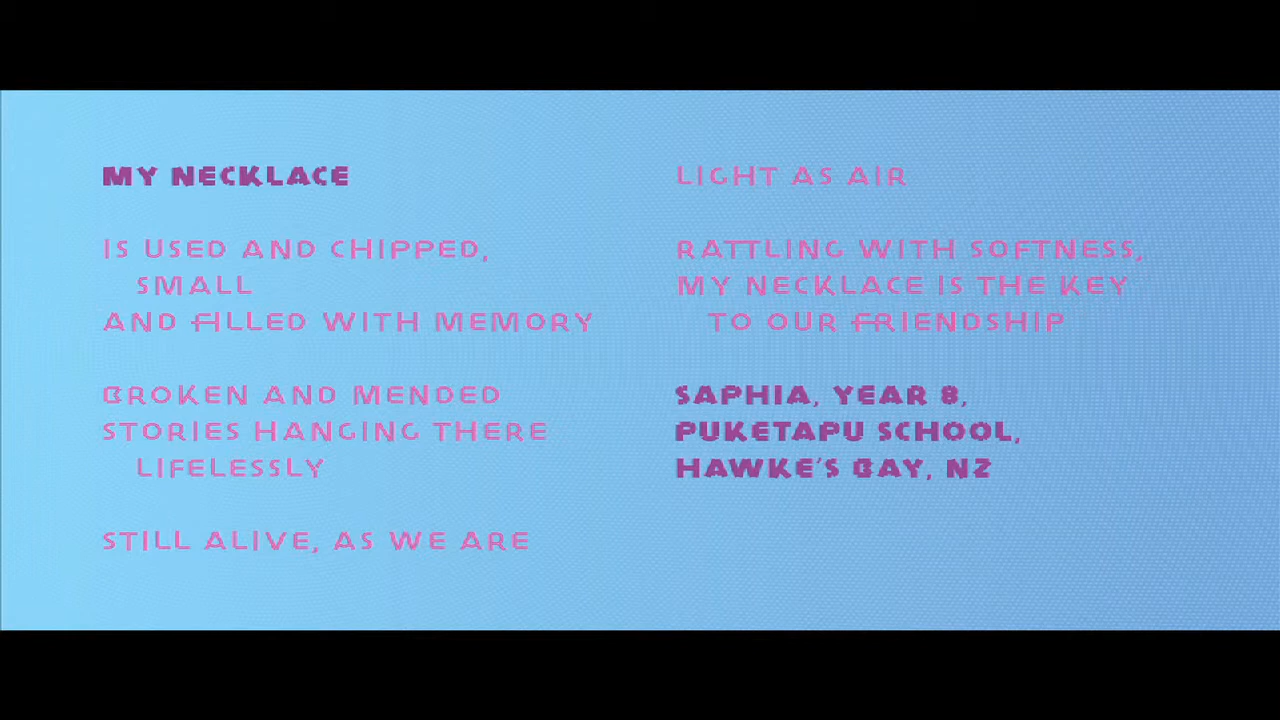 MY NECKLACE
IS USED AND CHIPPED,
SMALL
AND FILLED WITH MEMORY
BROKEN AND MENDED
STORIES HANGING THERE
LIFELESSLY
STILL ALIVE, AS WE ARE
LIGHT AS AIR
RATTLING WITH SOFTNESS,
MY NECKLACE IS THE KEY
TO OUR FRIENDSHIP
SAPHIA, YEAR 8,
PUKETAPU SCHOOL,
HAWKE'S BAY, NZ